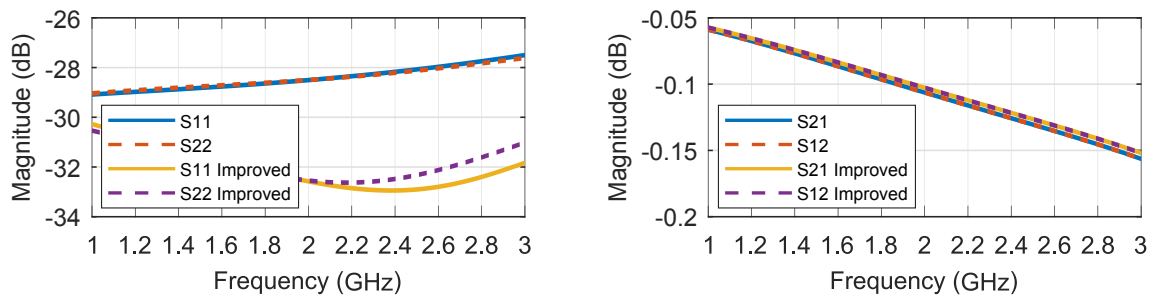 Magnitude (dB)
-26
-28
-30
-32
-34
S11
S22
S11 Improved
S22 Improved
1 1.2 1.4 1.6 1.8 2 2.2 2.4 2.6 2.8 3
Frequency (GHz)
Magnitude (dB)
-0.05
-0.1
-0.15
-0.2
S21
S12
S21 Improved
S12 Improved
1 1.2 1.4 1.6 1.8 2 2.2 2.4 2.6 2.8 3
Frequency (GHz)